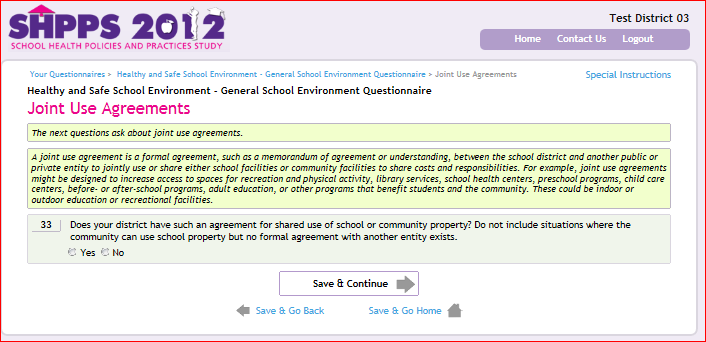 SHPPS 2012
SCHOOL HEALTH POLICIES AND PRACTICES STUDY
Test District 03
Home Contact Us Logout
Your Questionnaires > Healthy and Safe School Environment - General School Environment Questionnaire > Joint Use Agreements
Special Instructions
Healthy and Safe School Environment - General School Environment Questionnaire
Joint Use Agreements
The next questions ask about joint use agreements.
A joint use agreement is a formal agreement, such as a memorandum of agreement or understanding, between the school district and another public or
private entity to jointly use or share either school facilities or community facilities to share costs and responsibilities. For example, joint use agreements
might be designed to increase access to spaces for recreation and physical activity, library services, school health centers, preschool programs, child care
centers, before- or after-school programs, adult education, or other programs that benefit students and the community. These could be indoor or
outdoor education or recreational facilities.
33 Does your district have such an agreement for shared use of school or community property? Do not include situations where the
community can use school property but no formal agreement with another entity exists.
Yes No
Save & Continue
Save & Go Back Save & Go Home